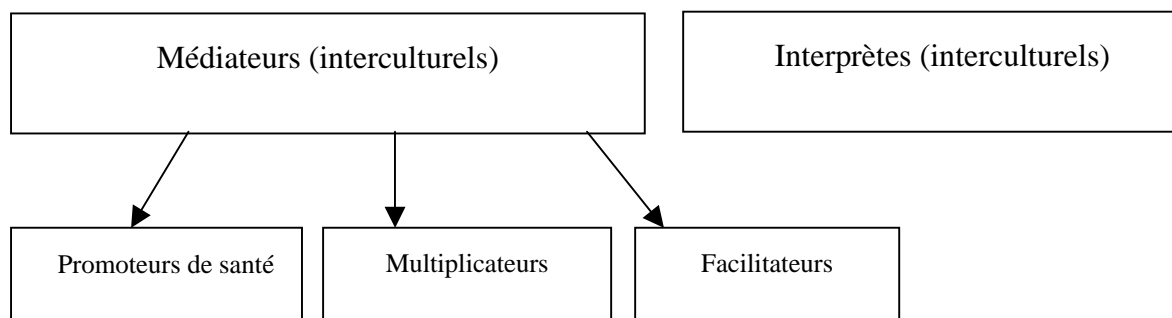 Médiateurs (interculturels)
Interprètes (interculturels)
Promoteurs de santé
Multiplicateurs
Facilitateurs